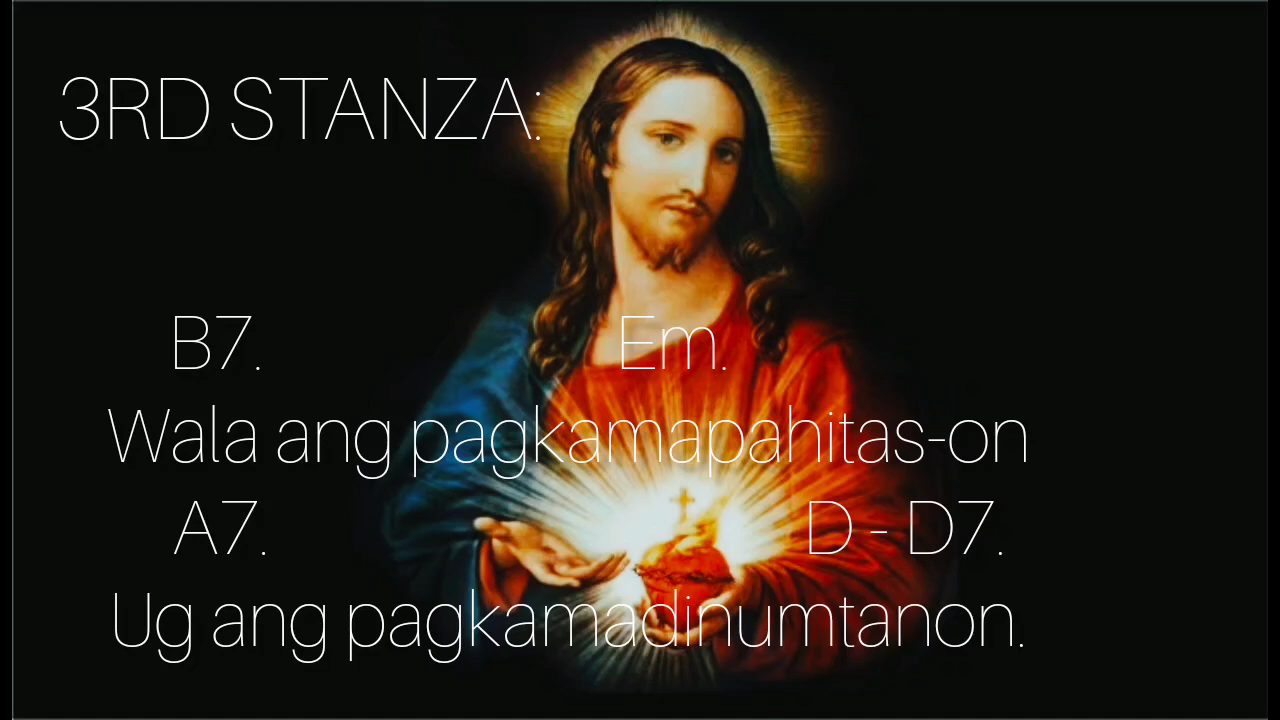 3RD STANZA:
B7. Em.
Wala ang pagkamapahitas-on
A7. D - D7.
Ug ang pagkamadinumtanon.